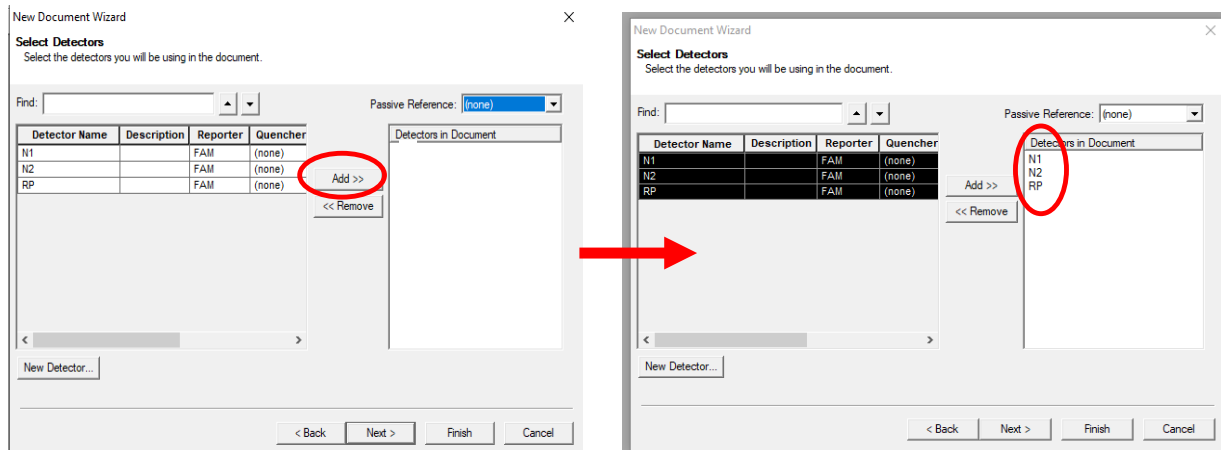 New Document Wizard
Select Detectors
Select the detectors you will be using in the document.
Find:
Passive Reference: (none)
Detector Name Description Reporter Quencher
N1 FAM (none)
N2 FAM (none)
RP FAM (none)
Add >>
<< Remove
Detectors in Document
New Detector...
< Back Next > Finish Cancel
New Document Wizard
Select Detectors
Select the detectors you will be using in the document.
Find:
Passive Reference: (none)
Detector Name Description Reporter Quencher
N1 FAM (none)
N2 FAM (none)
RP FAM (none)
Add >>
<< Remove
Detectors in Document
N1
N2
RP
New Detector...
< Back Next > Finish Cancel